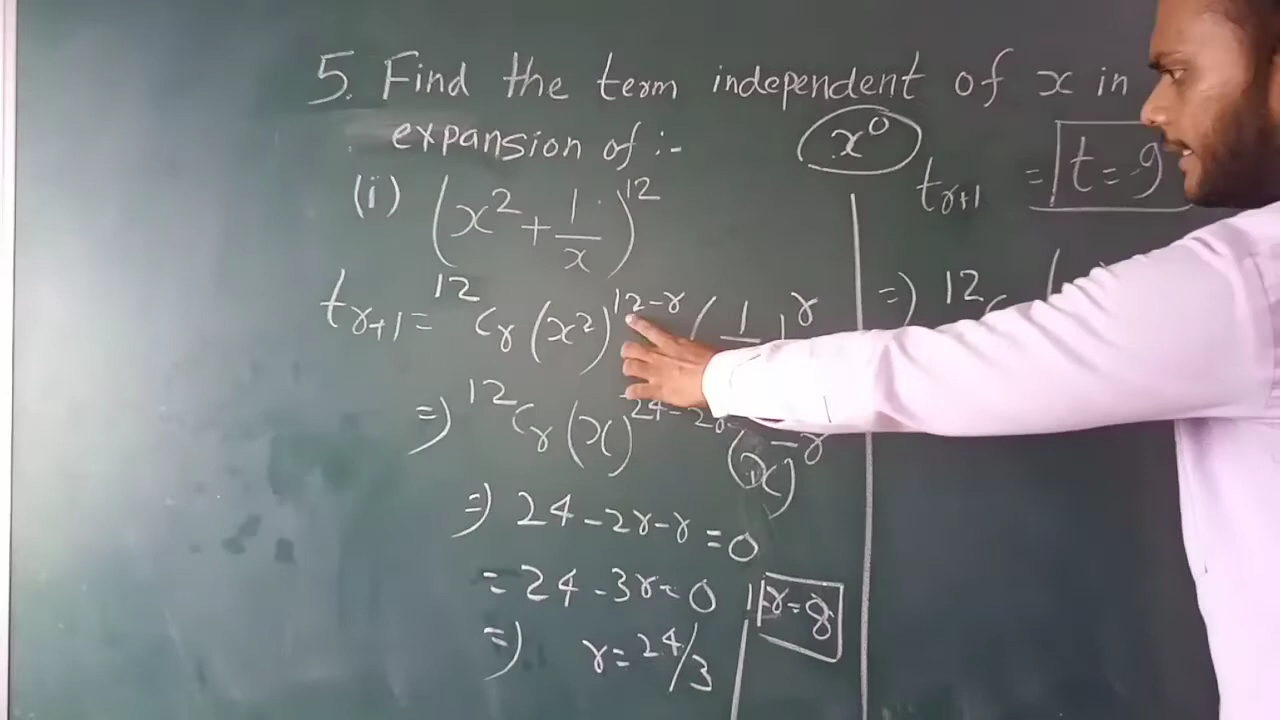 5. Find the term independent of x in
expansion of :-
x⁰
(i) (x² + 1/x)¹²
t_{r+1} = ¹²C_r (x²)^{12-r} (1/ )^r
⇒ ¹²C_r (x)^{24-2r} (x)^{-r}
⇒ 24 - 2r - r = 0
= 24 - 3r = 0
⇒ r = 24/3
r = 8
t_{r+1} = t = 9
⇒ ¹²C (